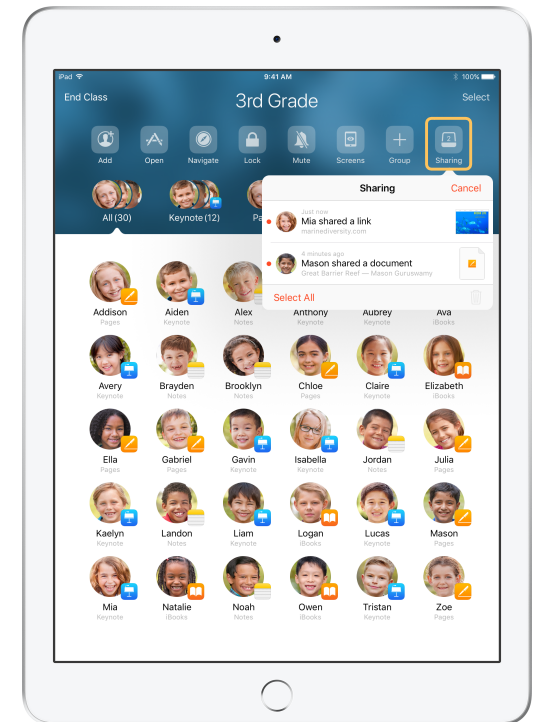 iPad 9:41 AM 100%
End Class 3rd Grade Select
Add Open Navigate Lock Mute Screens Group 2 Sharing
All (30) Keynote (12)
Sharing Cancel
Just now
Mia shared a link
marinediversity.com
4 minutes ago
Mason shared a document
Great Barrier Reef — Mason Guruswamy
Select All
Addison Aiden Alex Anthony Aubrey Ava
Pages Keynote Notes Keynote Keynote iBooks
Avery Brayden Brooklyn Chloe Claire Elizabeth
Keynote Notes Notes Pages Keynote iBooks
Ella Gabriel Gavin Isabella Jordan Julia
Pages Pages Keynote Keynote Notes Pages
Kaelyn Landon Liam Logan Lucas Mason
Keynote Notes Keynote iBooks Keynote Pages
Mia Natalie Noah Owen Tristan Zoe
Keynote iBooks Notes iBooks Keynote Pages